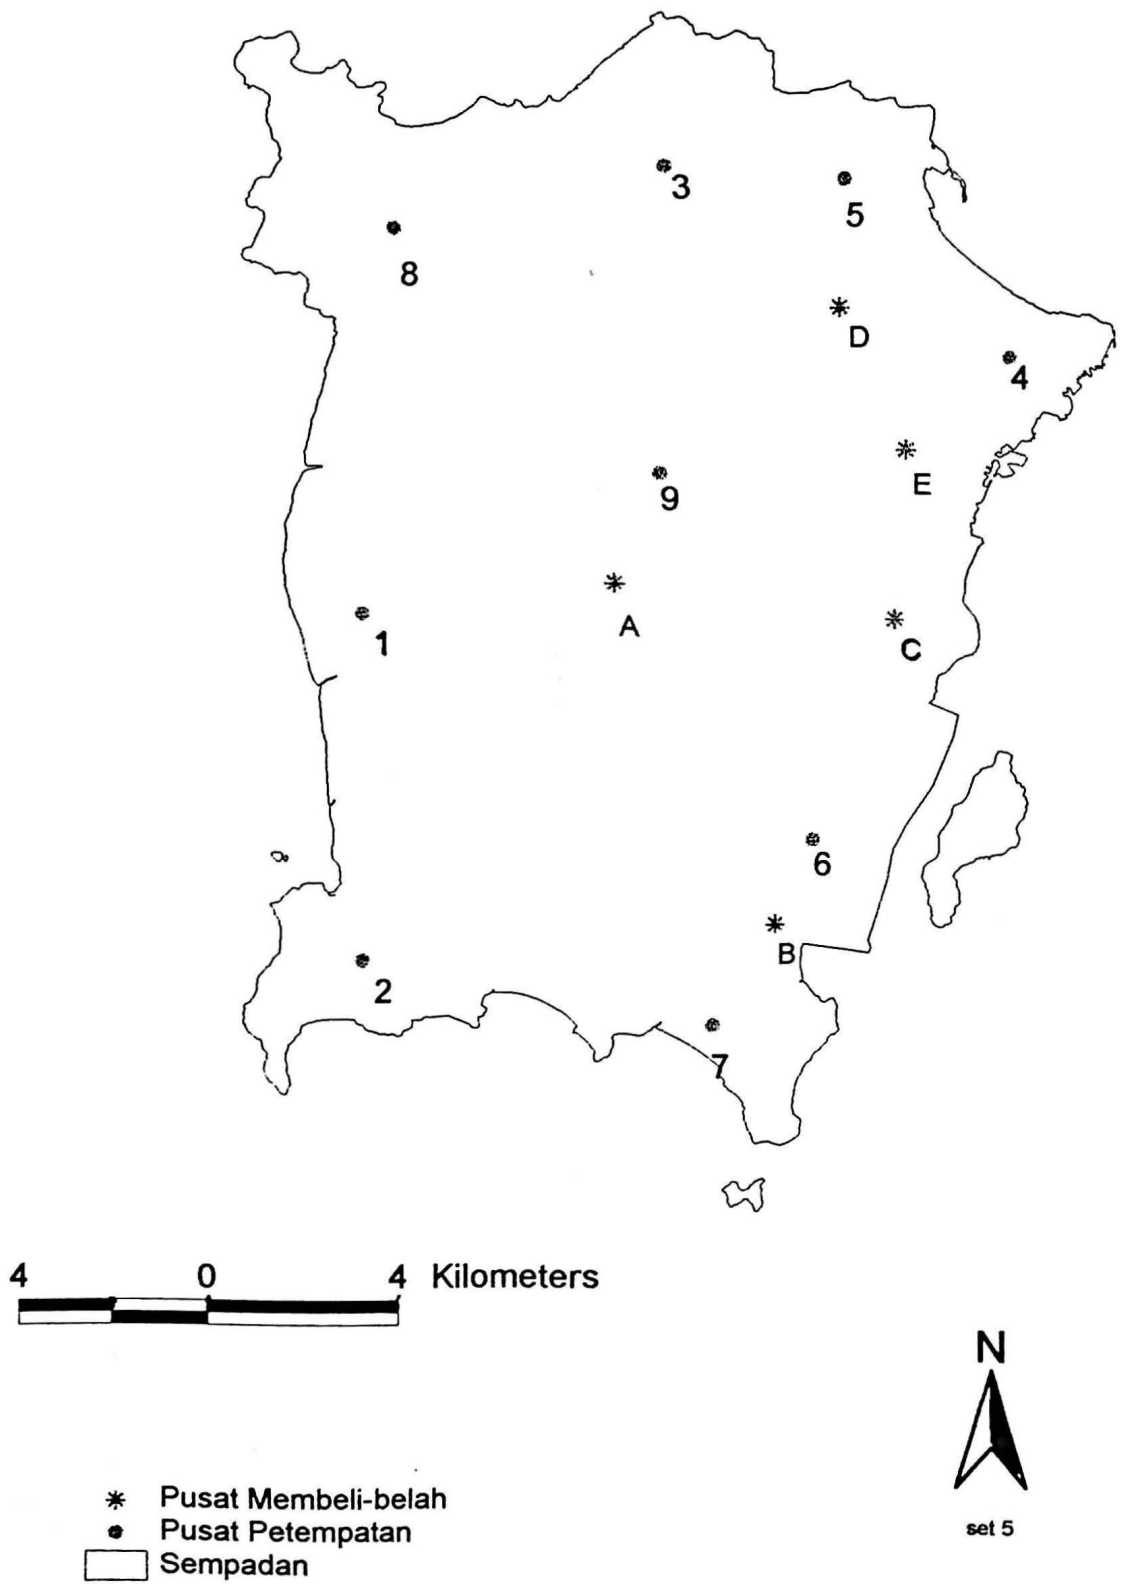 3
5
8
D
4
E
9
A
1
C
6
B
2
7
4 0 4 Kilometers
N
Pusat Membeli-belah
Pusat Petempatan
Sempadan
set 5